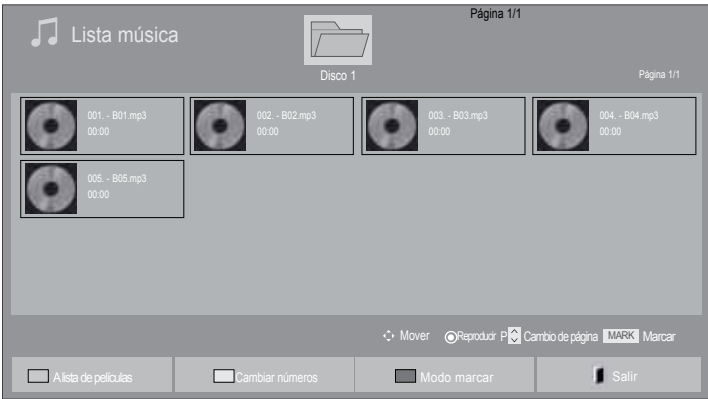 Página 1/1
Lista música
Disco 1
Página 1/1
001. - B01.mp3
00:00
002. - B02.mp3
00:00
003. - B03.mp3
00:00
004. - B04.mp3
00:00
005. - B05.mp3
00:00
Mover Reproducir P Cambio de página MARK Marcar
A lista de películas Cambiar números Modo marcar Salir